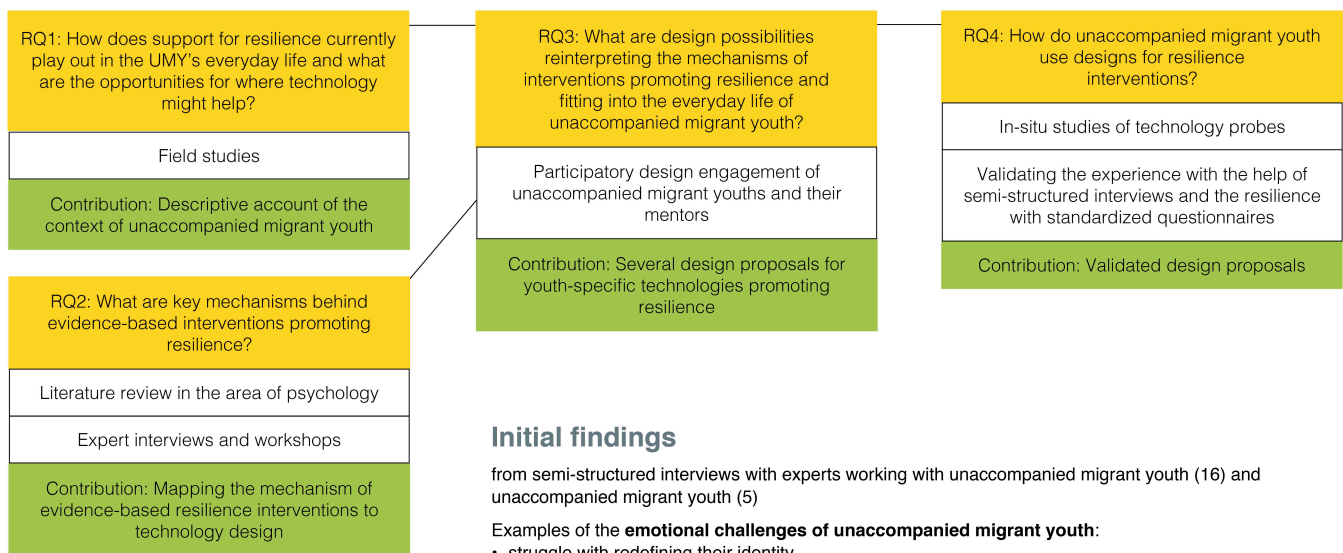 RQ1: How does support for resilience currently
play out in the UMY's everyday life and what
are the opportunities for where technology
might help?
Field studies
Contribution: Descriptive account of the
context of unaccompanied migrant youth
RQ2: What are key mechanisms behind
evidence-based interventions promoting
resilience?
Literature review in the area of psychology
Expert interviews and workshops
Contribution: Mapping the mechanism of
evidence-based resilience interventions to
technology design
RQ3: What are design possibilities
reinterpreting the mechanisms of
interventions promoting resilience and
fitting into the everyday life of
unaccompanied migrant youth?
Participatory design engagement of
unaccompanied migrant youths and their
mentors
Contribution: Several design proposals for
youth-specific technologies promoting
resilience
RQ4: How do unaccompanied migrant youth
use designs for resilience
interventions?
In-situ studies of technology probes
Validating the experience with the help of
semi-structured interviews and the resilience
with standardized questionnaires
Contribution: Validated design proposals
Initial findings
from semi-structured interviews with experts working with unaccompanied migrant youth (16) and
unaccompanied migrant youth (5)
Examples of the emotional challenges of unaccompanied migrant youth:
• struggle with redefining their identity